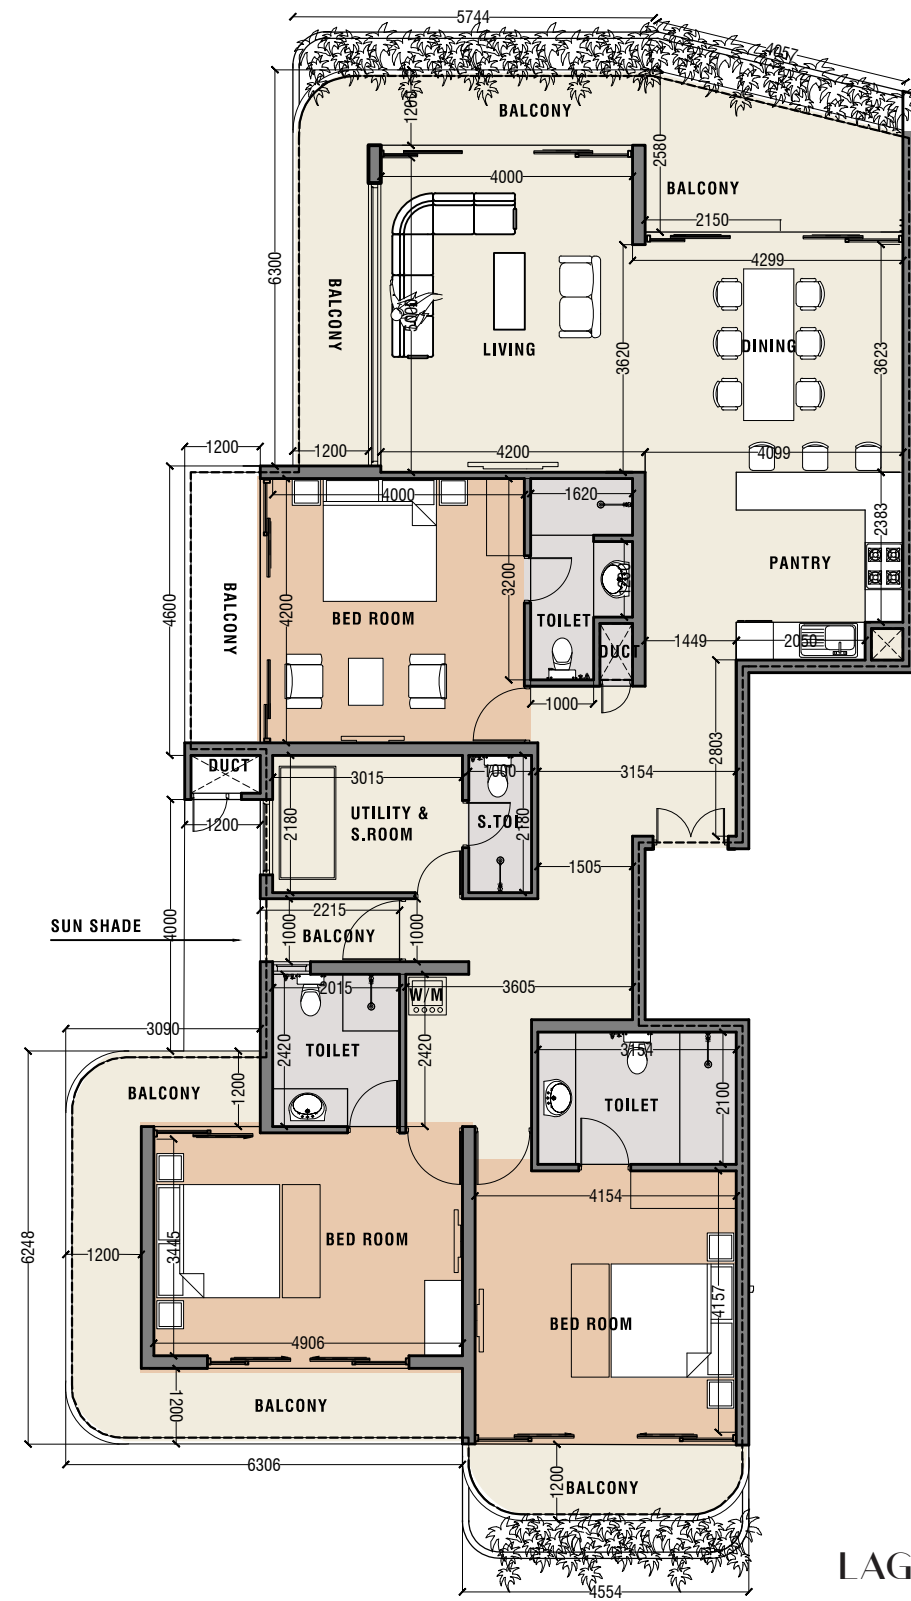 5744
4057
1200
BALCONY
2580
BALCONY
4000
2150
4299
6300
BALCONY
LIVING
3620
DINING
3623
1200
1200
4200
4099
4000
1620
2383
PANTRY
4600
BALCONY
4200
BED ROOM
3200
TOILET
DUCT
1449
2050
1000
2803
DUCT
3015
1000
3154
1200
2180
UTILITY &
S.ROOM
2180
1505
SUN SHADE
4000
2215
1000
BALCONY
1000
2015
W/M
3605
3090
TOILET
2420
2420
3154
BALCONY
1200
TOILET
2100
6248
1200
3445
BED ROOM
4154
4157
BED ROOM
4906
1200
BALCONY
6306
1200
BALCONY
4554
LAG